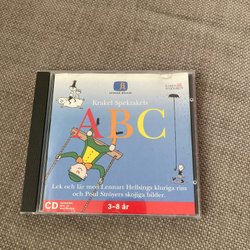 Krakel Spektakels
ABC
Lek och lär med Lennart Hellsings kluriga rim
och Poul Ströyers skojiga bilder.
CD
3–8 år